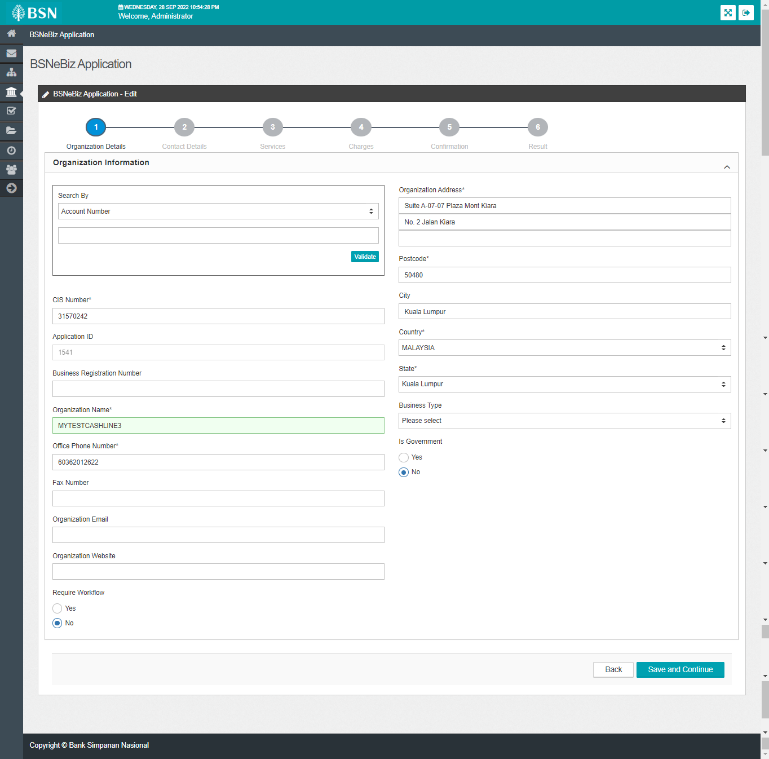 BSN
WEDNESDAY, 28 SEP 2022 10:54:28 PM
Welcome, Administrator
BSNeBiz Application
BSNeBiz Application
BSNeBiz Application - Edit
1 2 3 4 5 6
Organization Details Contact Details Services Charges Confirmation Result
Organization Information
Search By
Account Number
Validate
CIS Number*
31570242
Application ID
1541
Business Registration Number
Organization Name*
MYTESTCASHLINE3
Office Phone Number*
60362012622
Fax Number
Organization Email
Organization Website
Require Workflow
Yes
No
Organization Address*
Suite A-07-07 Plaza Mont Kiara
No. 2 Jalan Kiara
Postcode*
50480
City
Kuala Lumpur
Country*
MALAYSIA
State*
Kuala Lumpur
Business Type
Please select
Is Government
Yes
No
Back Save and Continue
Copyright © Bank Simpanan Nasional